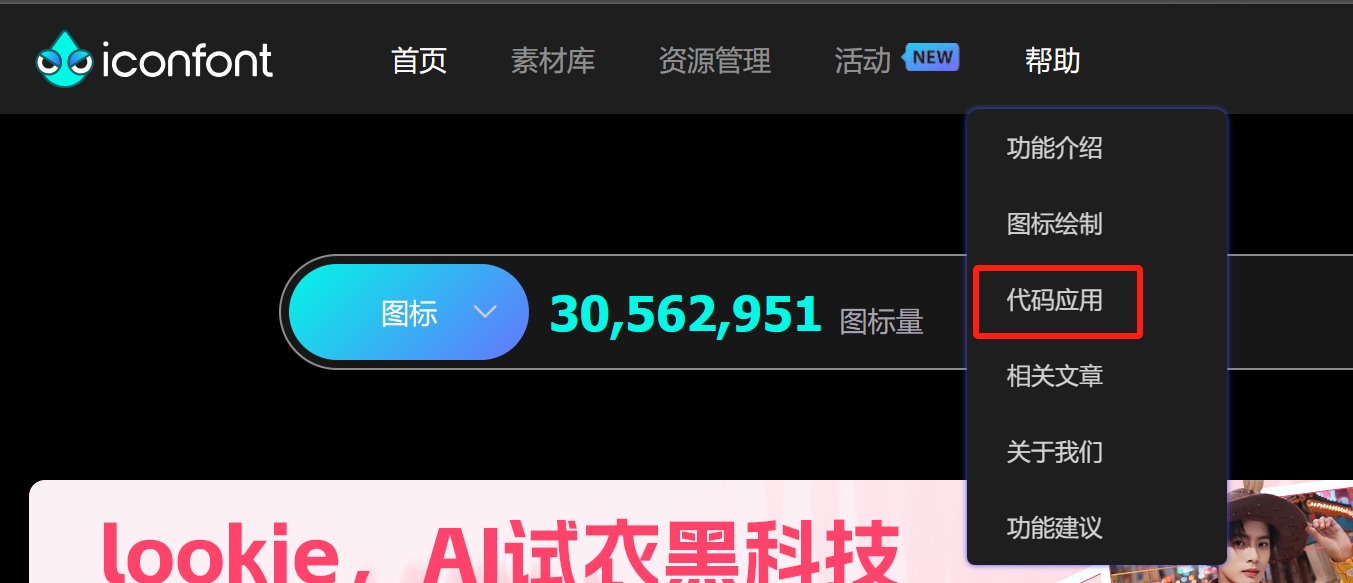 iconfont 首页 素材库 资源管理 活动 NEW 帮助
功能介绍
图标绘制
代码应用
相关文章
关于我们
功能建议
图标 30,562,951 图标量
lookie，AI试衣黑科技